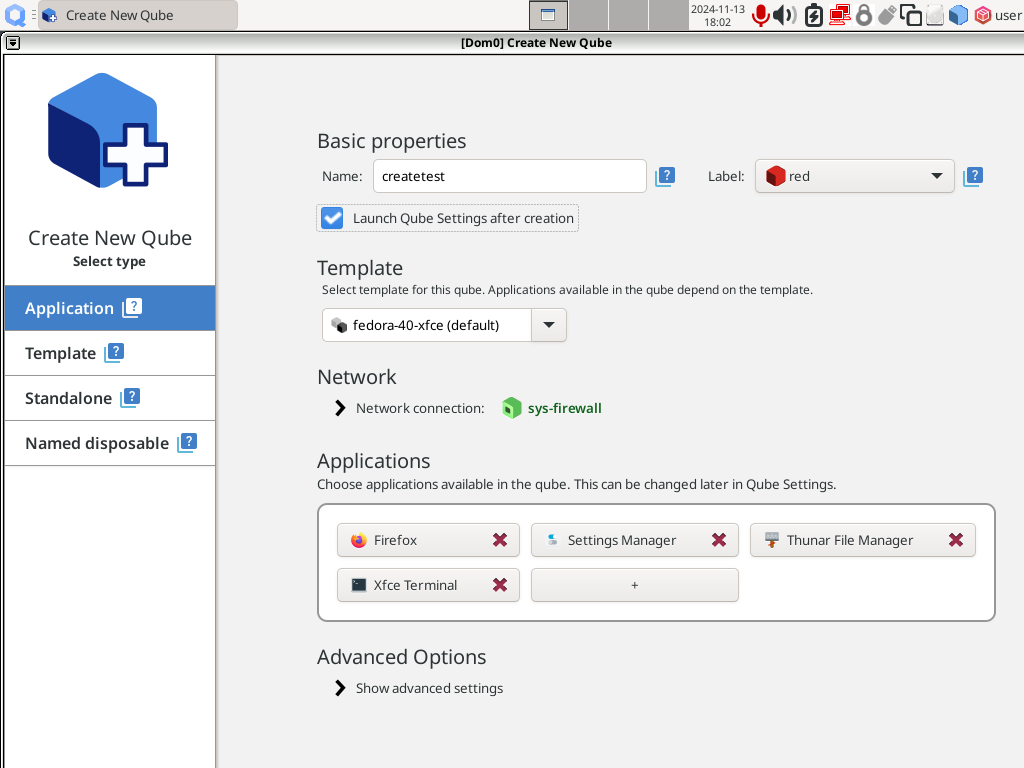 Create New Qube
2024-11-13
18:02
user
[Dom0] Create New Qube
Create New Qube
Select type
Application ?
Template ?
Standalone ?
Named disposable ?
Basic properties
Name: createtest ? Label: red ?
Launch Qube Settings after creation
Template
Select template for this qube. Applications available in the qube depend on the template.
fedora-40-xfce (default)
Network
Network connection: sys-firewall
Applications
Choose applications available in the qube. This can be changed later in Qube Settings.
Firefox Settings Manager Thunar File Manager
Xfce Terminal +
Advanced Options
Show advanced settings